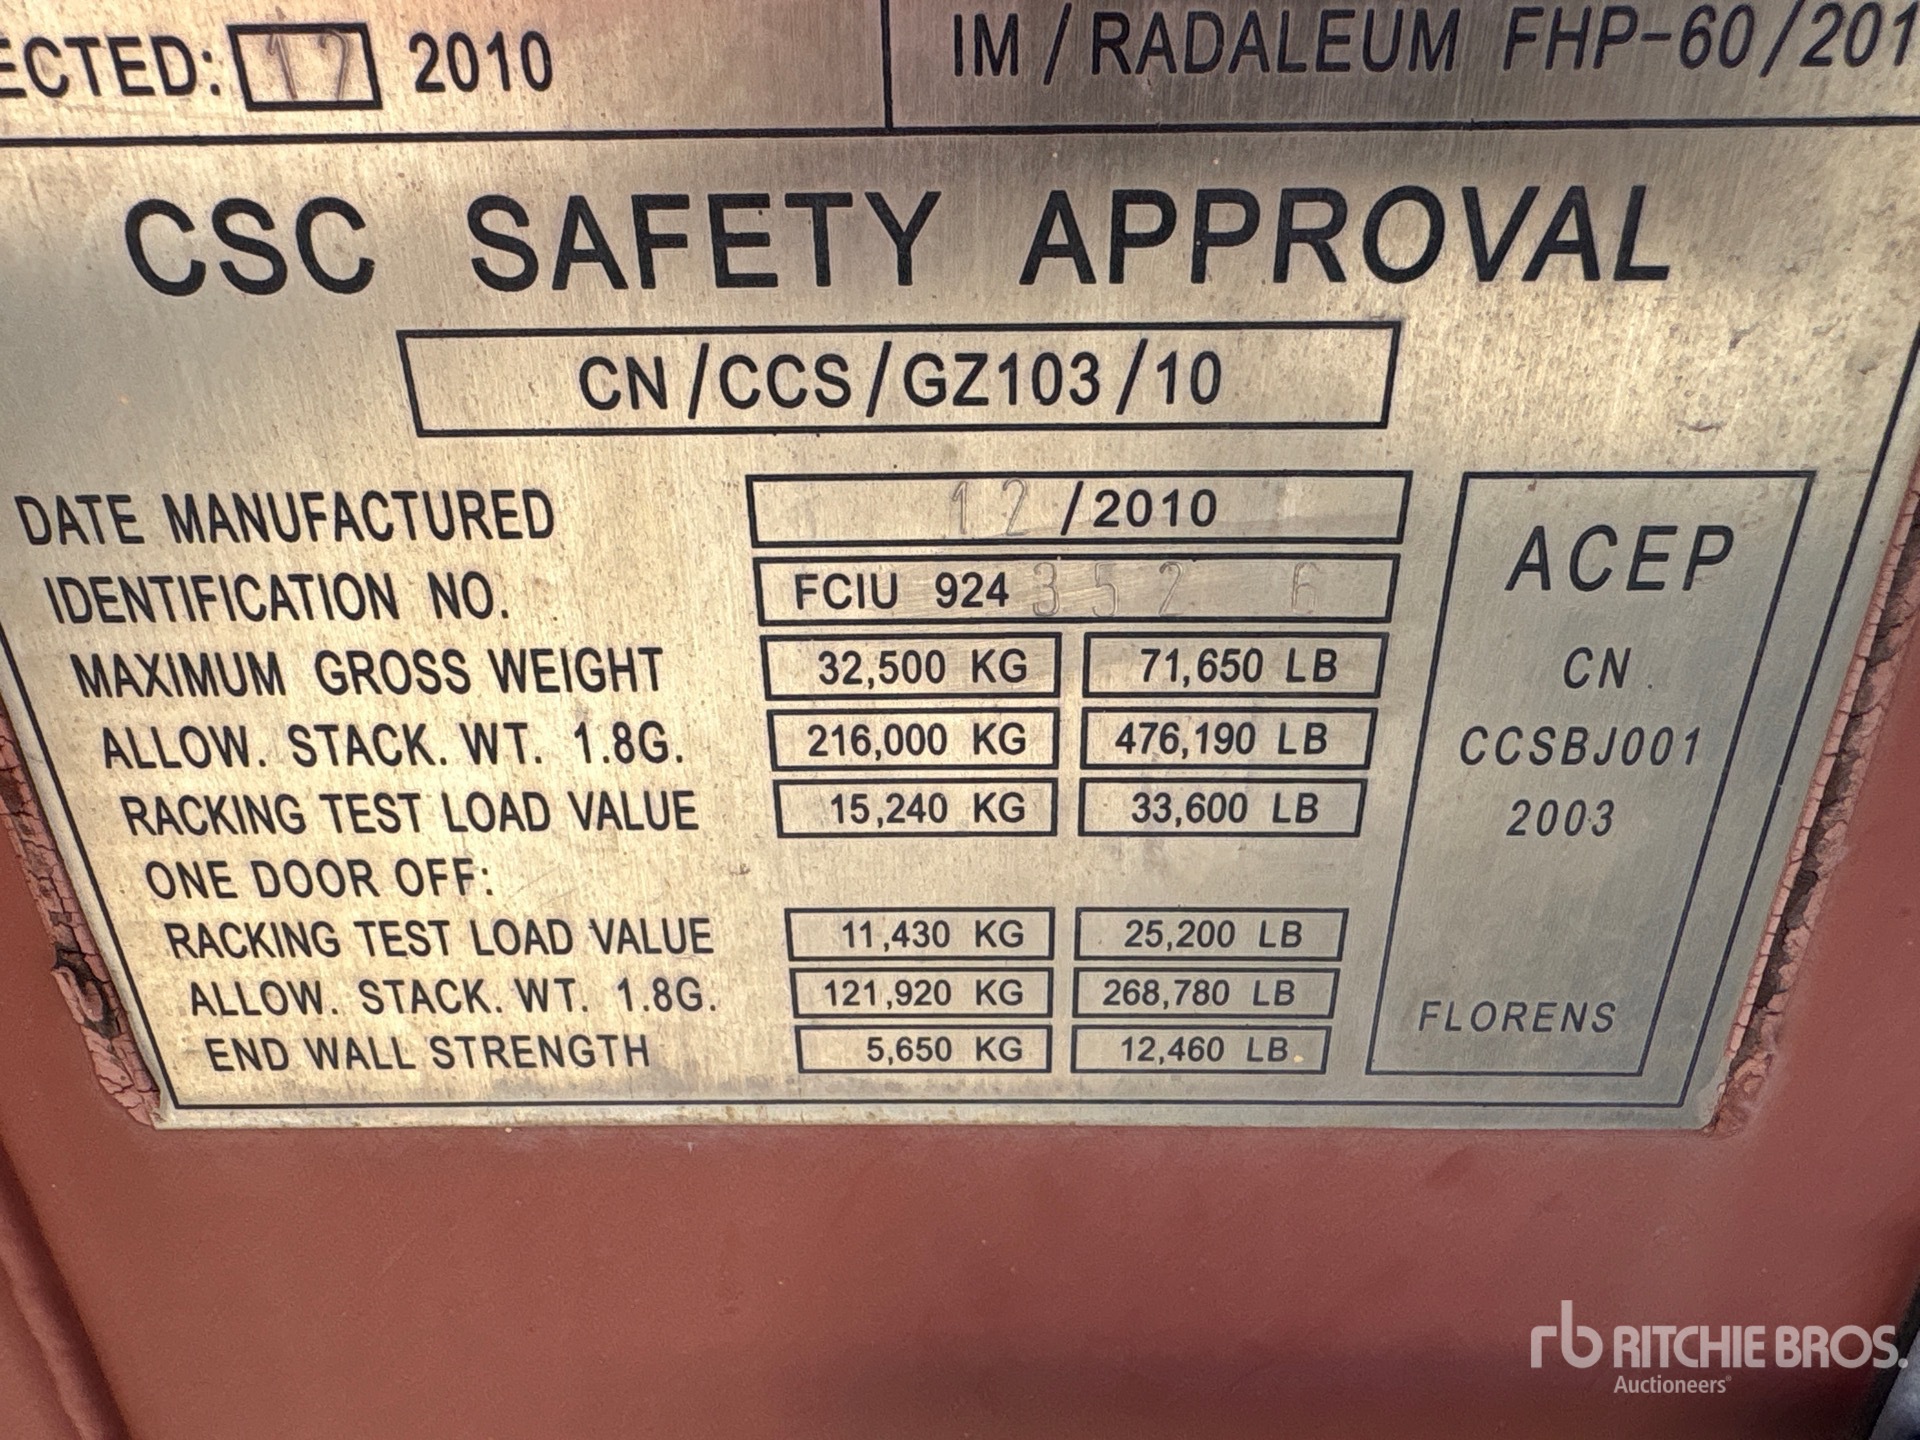 ECTED: 12 2010
IM / RADALEUM FHP-60/201
CSC SAFETY APPROVAL
CN/CCS/GZ103/10
DATE MANUFACTURED 12 /2010
IDENTIFICATION NO. FCIU 924 352 6
MAXIMUM GROSS WEIGHT 32,500 KG 71,650 LB
ALLOW. STACK. WT. 1.8G. 216,000 KG 476,190 LB
RACKING TEST LOAD VALUE 15,240 KG 33,600 LB
ONE DOOR OFF:
RACKING TEST LOAD VALUE 11,430 KG 25,200 LB
ALLOW. STACK. WT. 1.8G. 121,920 KG 268,780 LB
END WALL STRENGTH 5,650 KG 12,460 LB
ACEP
CN
CCSBJ001
2003
FLORENS
rb RITCHIE BROS.
Auctioneers